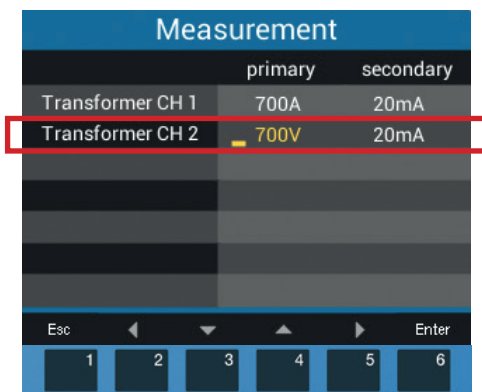 Measurement
primary secondary
Transformer CH 1 700A 20mA
Transformer CH 2 700V 20mA
Esc Enter
1 2 3 4 5 6